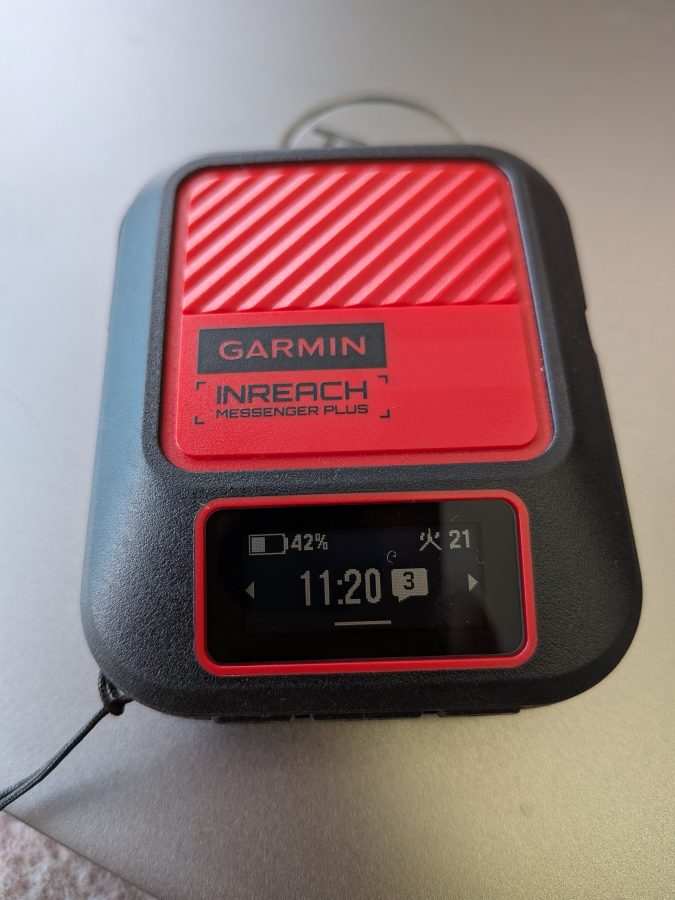 GARMIN
INREACH
MESSENGER PLUS
42% 火 21
11:20 3